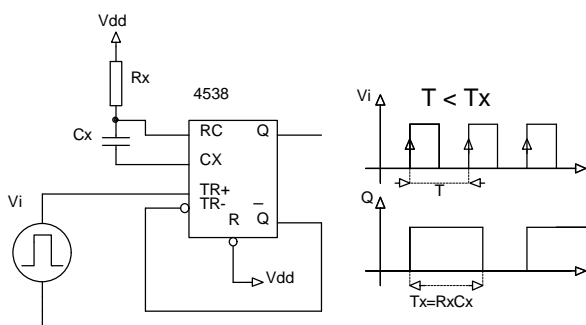 Vdd
Rx
4538
Cx
RC Q
CX
TR+
TR-
R Q
Vdd
Vi
Vi T < Tx
T
Q
Tx=RxCx